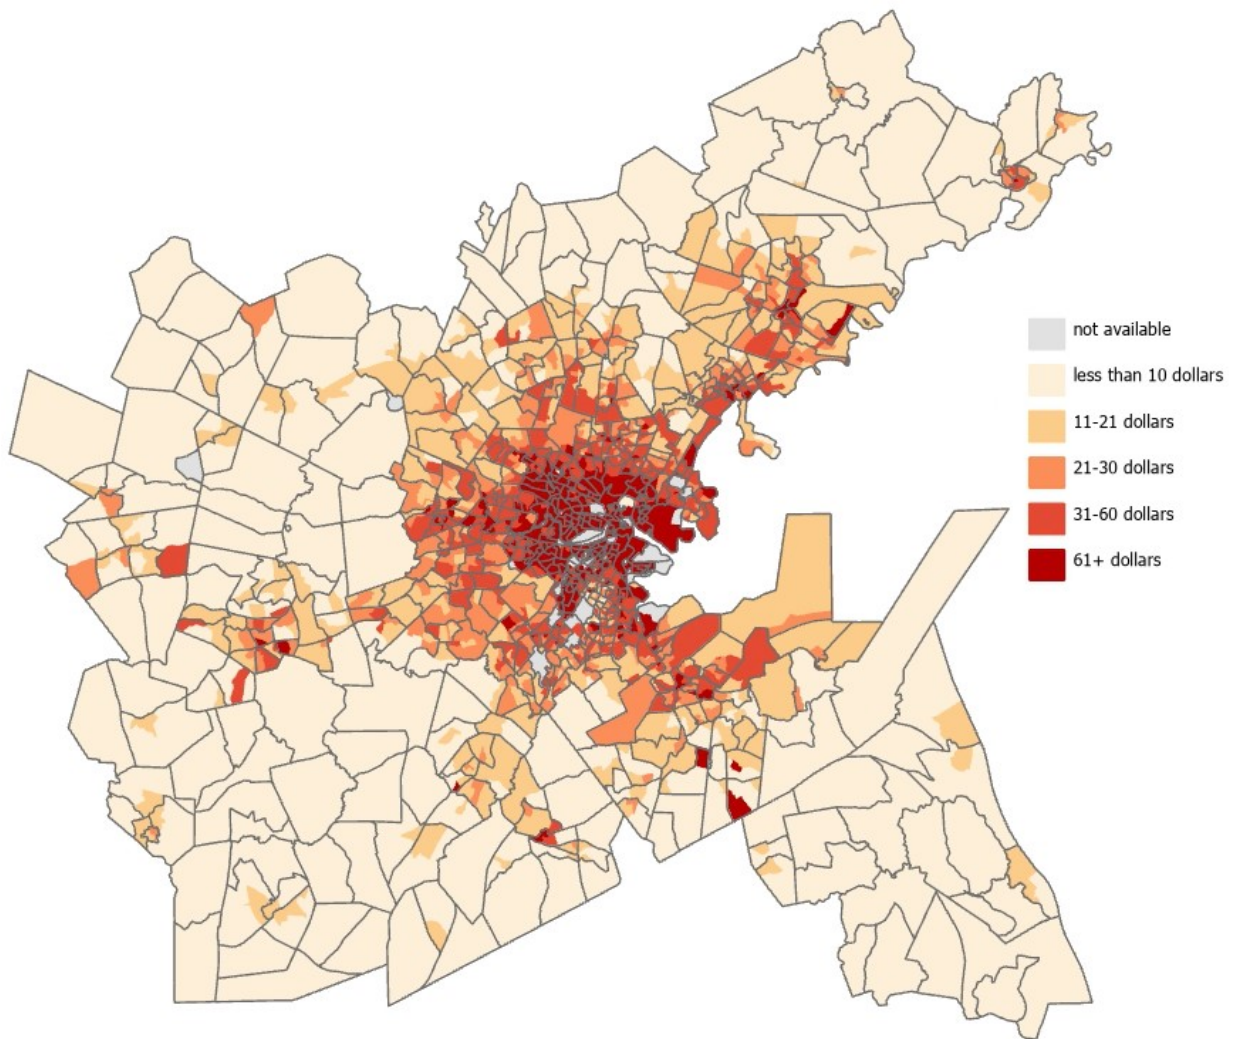 not available
less than 10 dollars
11-21 dollars
21-30 dollars
31-60 dollars
61+ dollars